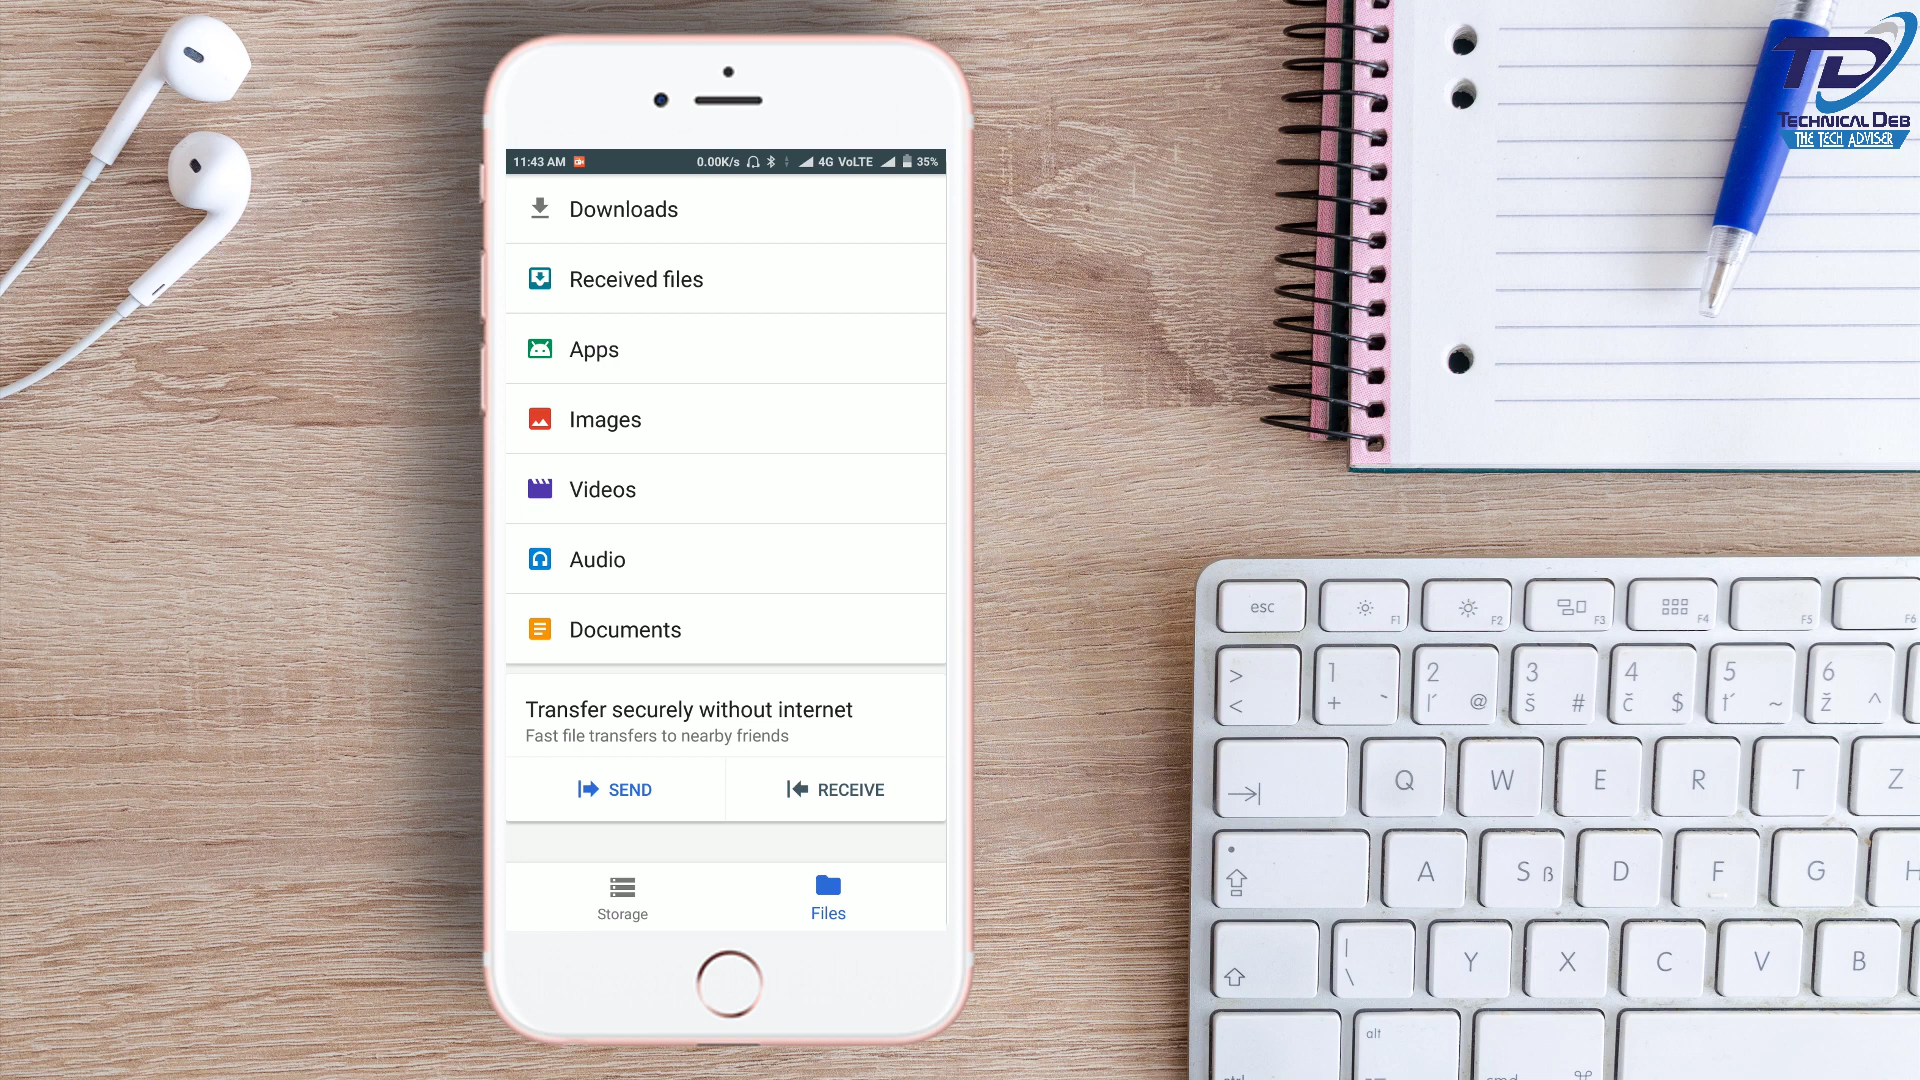 11:43 AM 0.00K/s 4G VoLTE 35%
Downloads
Received files
Apps
Images
Videos
Audio
Documents
Transfer securely without internet
Fast file transfers to nearby friends
SEND RECEIVE
Storage Files
TD
TECHNICAL DEB
THE TECH ADVISER
esc F1 F2 F3 F4 F5 F6
> < 1 + ` 2 @ 3 š # 4 č $ 5 ~ 6 ž ^
Q W E R T Z
A S ß D F G H
| \ Y X C V B
alt